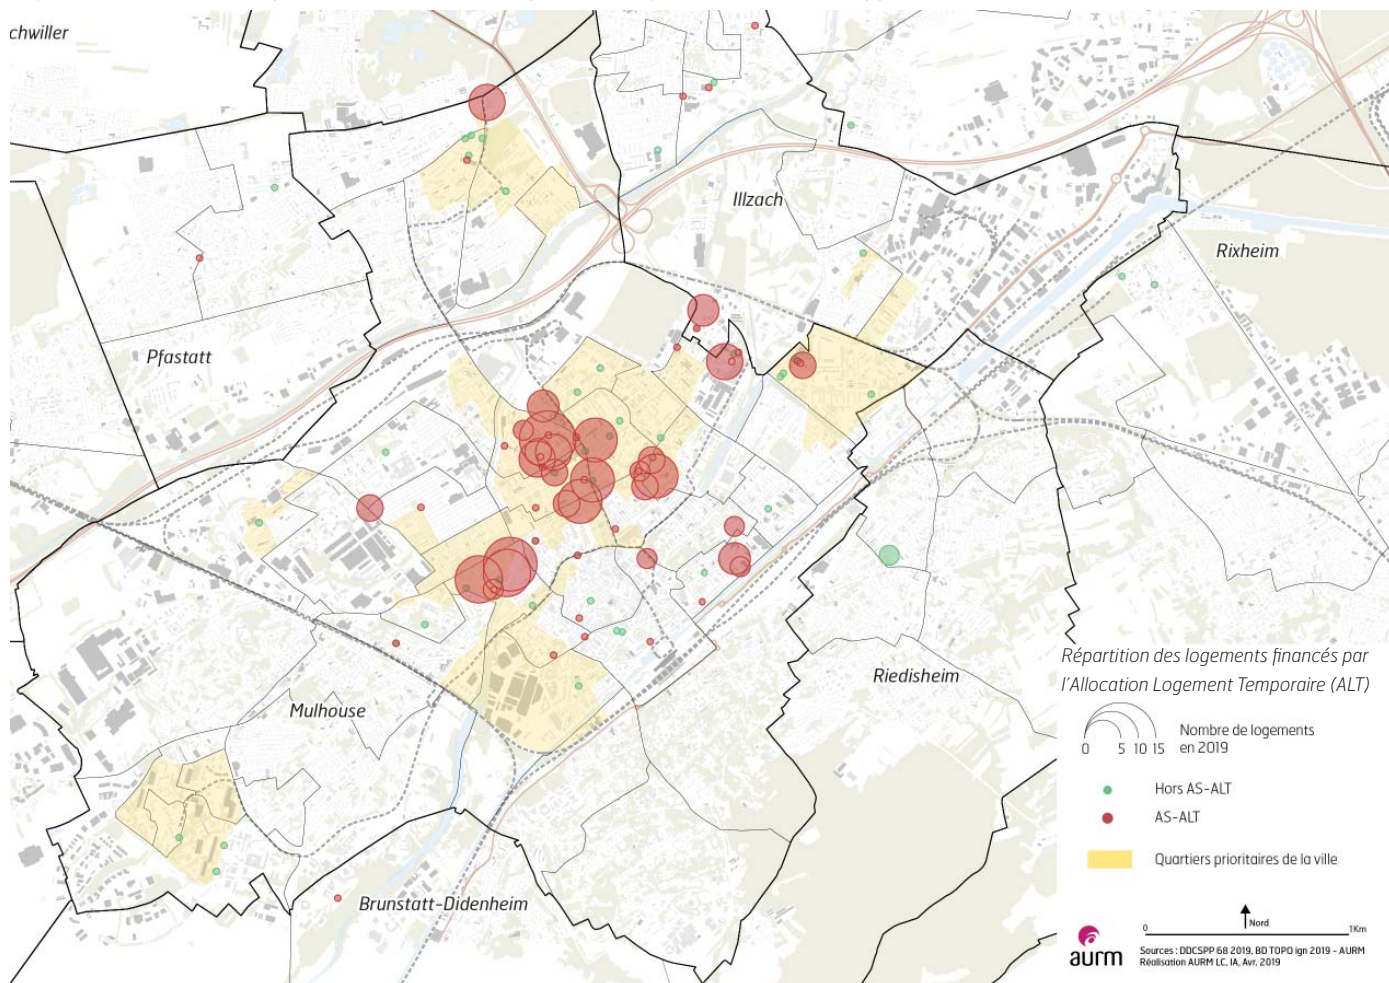 chwiller
Illzach
Rixheim
Pfastatt
Riedisheim
Mulhouse
Brunstatt-Didenheim
Répartition des logements financés par
l'Allocation Logement Temporaire (ALT)
Nombre de logements
en 2019
0 5 10 15
Hors AS-ALT
AS-ALT
Quartiers prioritaires de la ville
Nord
0 1Km
aurm
Sources : DDCSPP 68 2019, BD TOPO ign 2019 - AURM
Réalisation AURM LC, IA, Avr. 2019